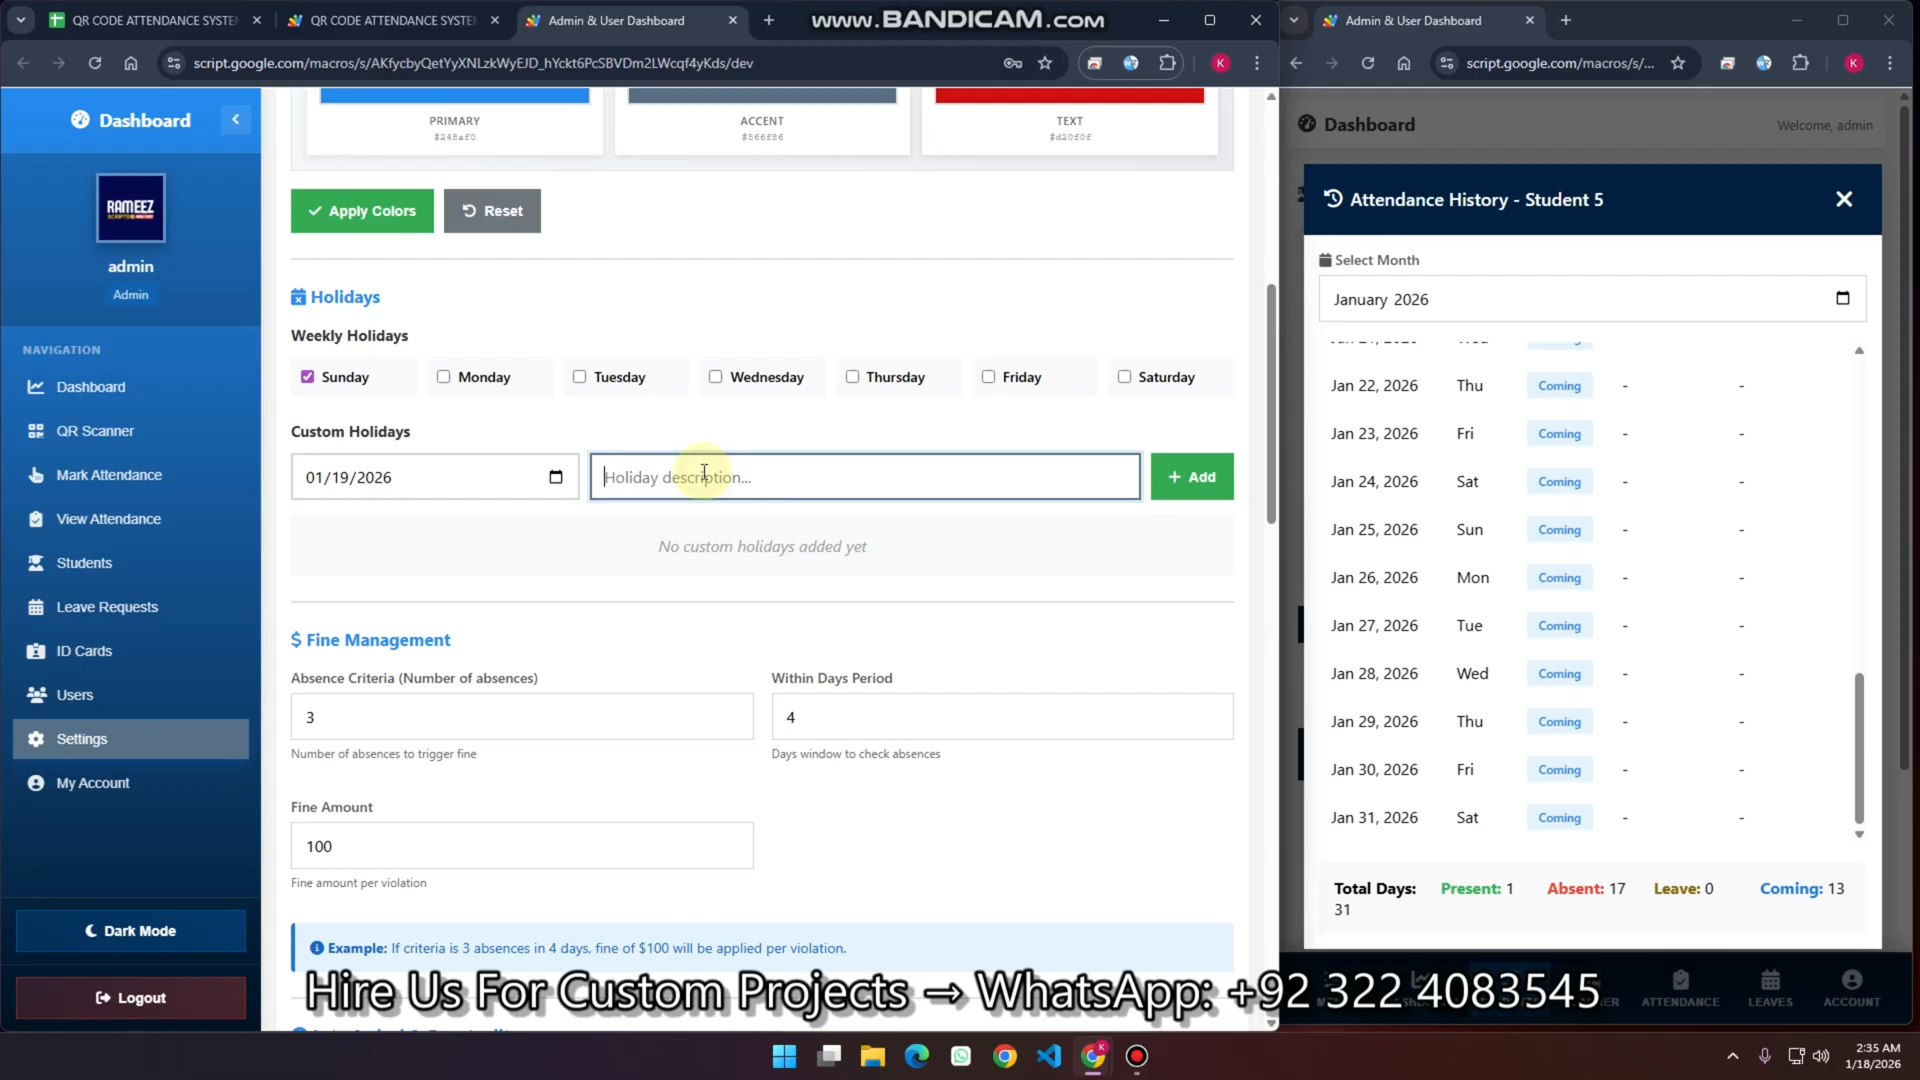 QR CODE ATTENDANCE SYSTE
QR CODE ATTENDANCE SYSTE
Admin & User Dashboard
www.BANDICAM.com
Admin & User Dashboard
script.google.com/macros/s/AKfycbyQetYyXNLzkWyEJD_hYckt6PcSBVDm2LWcqf4yKds/dev
K
script.google.com/macros/s/...
K
Dashboard
RAMEEZ
SCRIPTS
admin
Admin
NAVIGATION
Dashboard
QR Scanner
Mark Attendance
View Attendance
Students
Leave Requests
ID Cards
Users
Settings
My Account
Dark Mode
Logout
PRIMARY
#248af0
ACCENT
#566f86
TEXT
#d20f0f
Apply Colors
Reset
Holidays
Weekly Holidays
Sunday
Monday
Tuesday
Wednesday
Thursday
Friday
Saturday
Custom Holidays
01/19/2026
Holiday description...
+ Add
No custom holidays added yet
$ Fine Management
Absence Criteria (Number of absences)
Within Days Period
3
4
Number of absences to trigger fine
Days window to check absences
Fine Amount
100
Fine amount per violation
Example: If criteria is 3 absences in 4 days, fine of $100 will be applied per violation.
Dashboard
Welcome, admin
Attendance History - Student 5
Select Month
January 2026
Jan 22, 2026 Thu Coming - -
Jan 23, 2026 Fri Coming - -
Jan 24, 2026 Sat Coming - -
Jan 25, 2026 Sun Coming - -
Jan 26, 2026 Mon Coming - -
Jan 27, 2026 Tue Coming - -
Jan 28, 2026 Wed Coming - -
Jan 29, 2026 Thu Coming - -
Jan 30, 2026 Fri Coming - -
Jan 31, 2026 Sat Coming - -
Total Days: Present: 1 Absent: 17 Leave: 0 Coming: 13
31
ATTENDANCE
LEAVES
ACCOUNT
Hire Us For Custom Projects → WhatsApp: +92 322 4083545
2:35 AM
1/18/2026